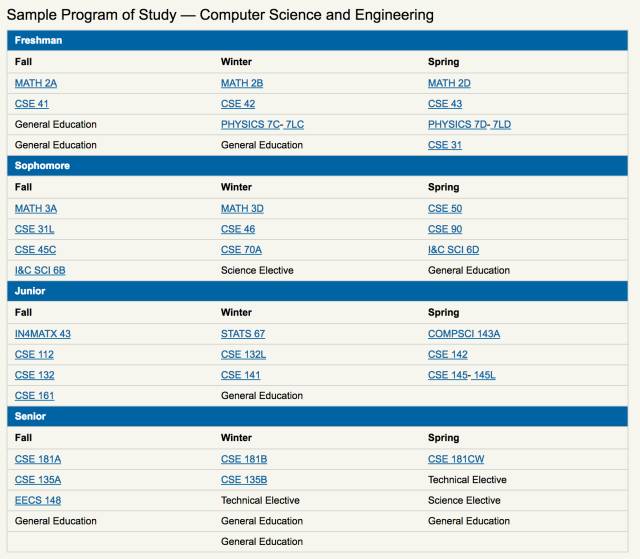 Sample Program of Study — Computer Science and Engineering
Freshman
Fall Winter Spring
MATH 2A MATH 2B MATH 2D
CSE 41 CSE 42 CSE 43
General Education PHYSICS 7C- 7LC PHYSICS 7D- 7LD
General Education General Education CSE 31
Sophomore
Fall Winter Spring
MATH 3A MATH 3D CSE 50
CSE 31L CSE 46 CSE 90
CSE 45C CSE 70A I&C SCI 6D
I&C SCI 6B Science Elective General Education
Junior
Fall Winter Spring
IN4MATX 43 STATS 67 COMPSCI 143A
CSE 112 CSE 132L CSE 142
CSE 132 CSE 141 CSE 145- 145L
CSE 161 General Education
Senior
Fall Winter Spring
CSE 181A CSE 181B CSE 181CW
CSE 135A CSE 135B Technical Elective
EECS 148 Technical Elective Science Elective
General Education General Education General Education
General Education